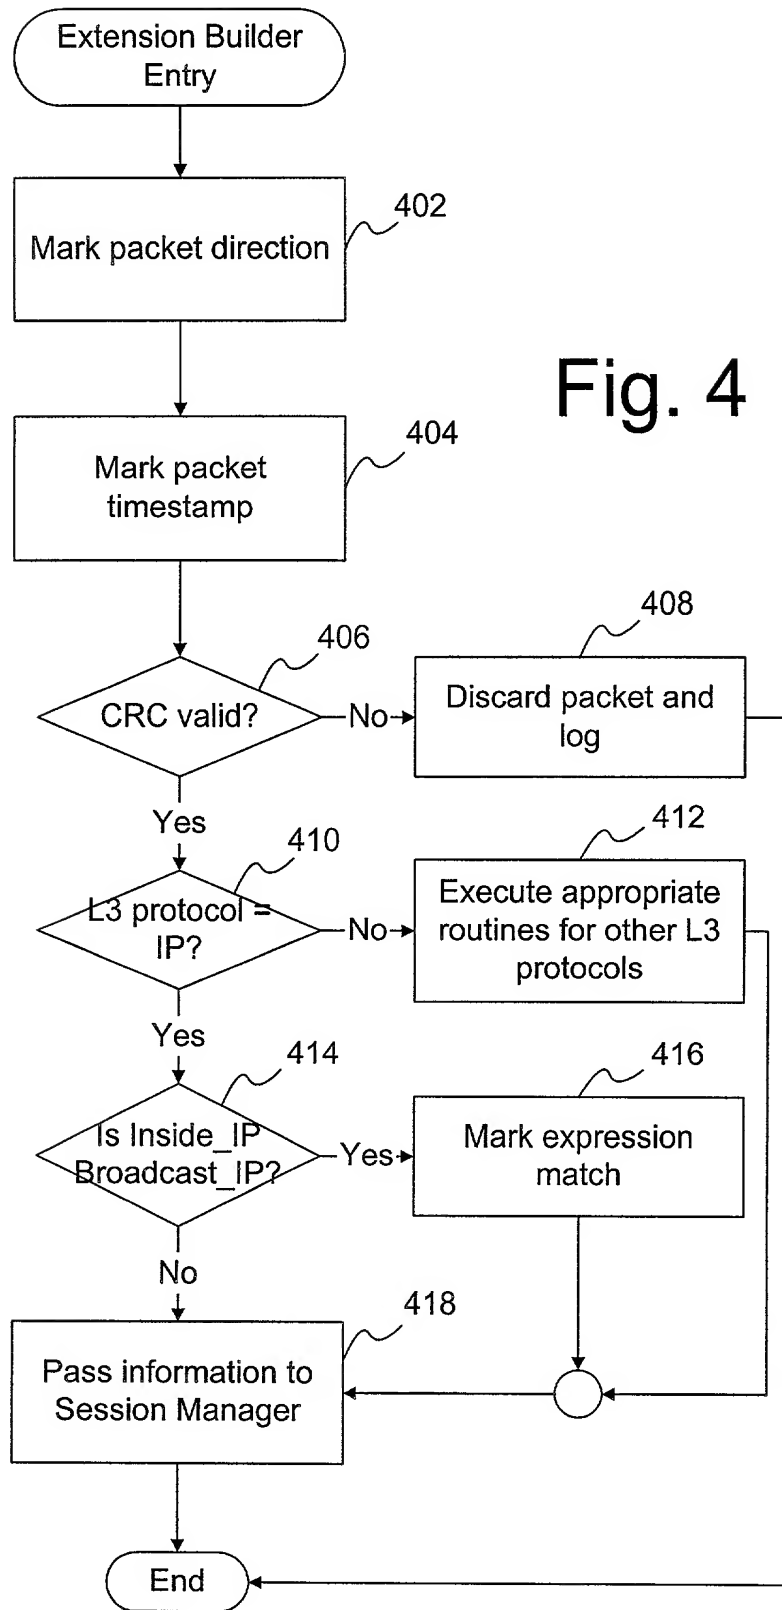 Extension Builder
Entry
402
Mark packet direction
Fig. 4
404
Mark packet
timestamp
406
CRC valid?
No
408
Discard packet and
log
Yes
410
L3 protocol =
IP?
No
412
Execute appropriate
routines for other L3
protocols
Yes
414
Is Inside_IP
Broadcast_IP?
Yes
416
Mark expression
match
No
418
Pass information to
Session Manager
End